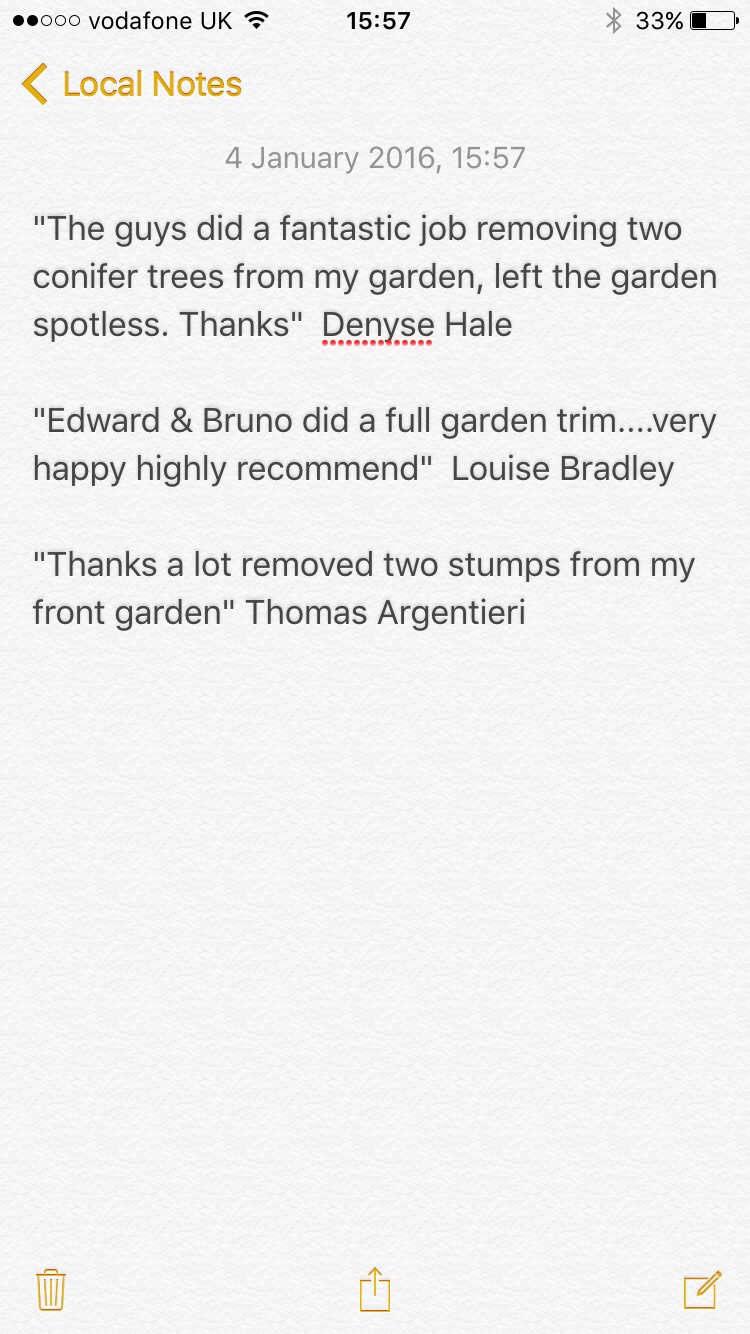 vodafone UK 15:57 33%
Local Notes
4 January 2016, 15:57
"The guys did a fantastic job removing two
conifer trees from my garden, left the garden
spotless. Thanks"  Denyse Hale
"Edward & Bruno did a full garden trim....very
happy highly recommend"  Louise Bradley
"Thanks a lot removed two stumps from my
front garden" Thomas Argentieri